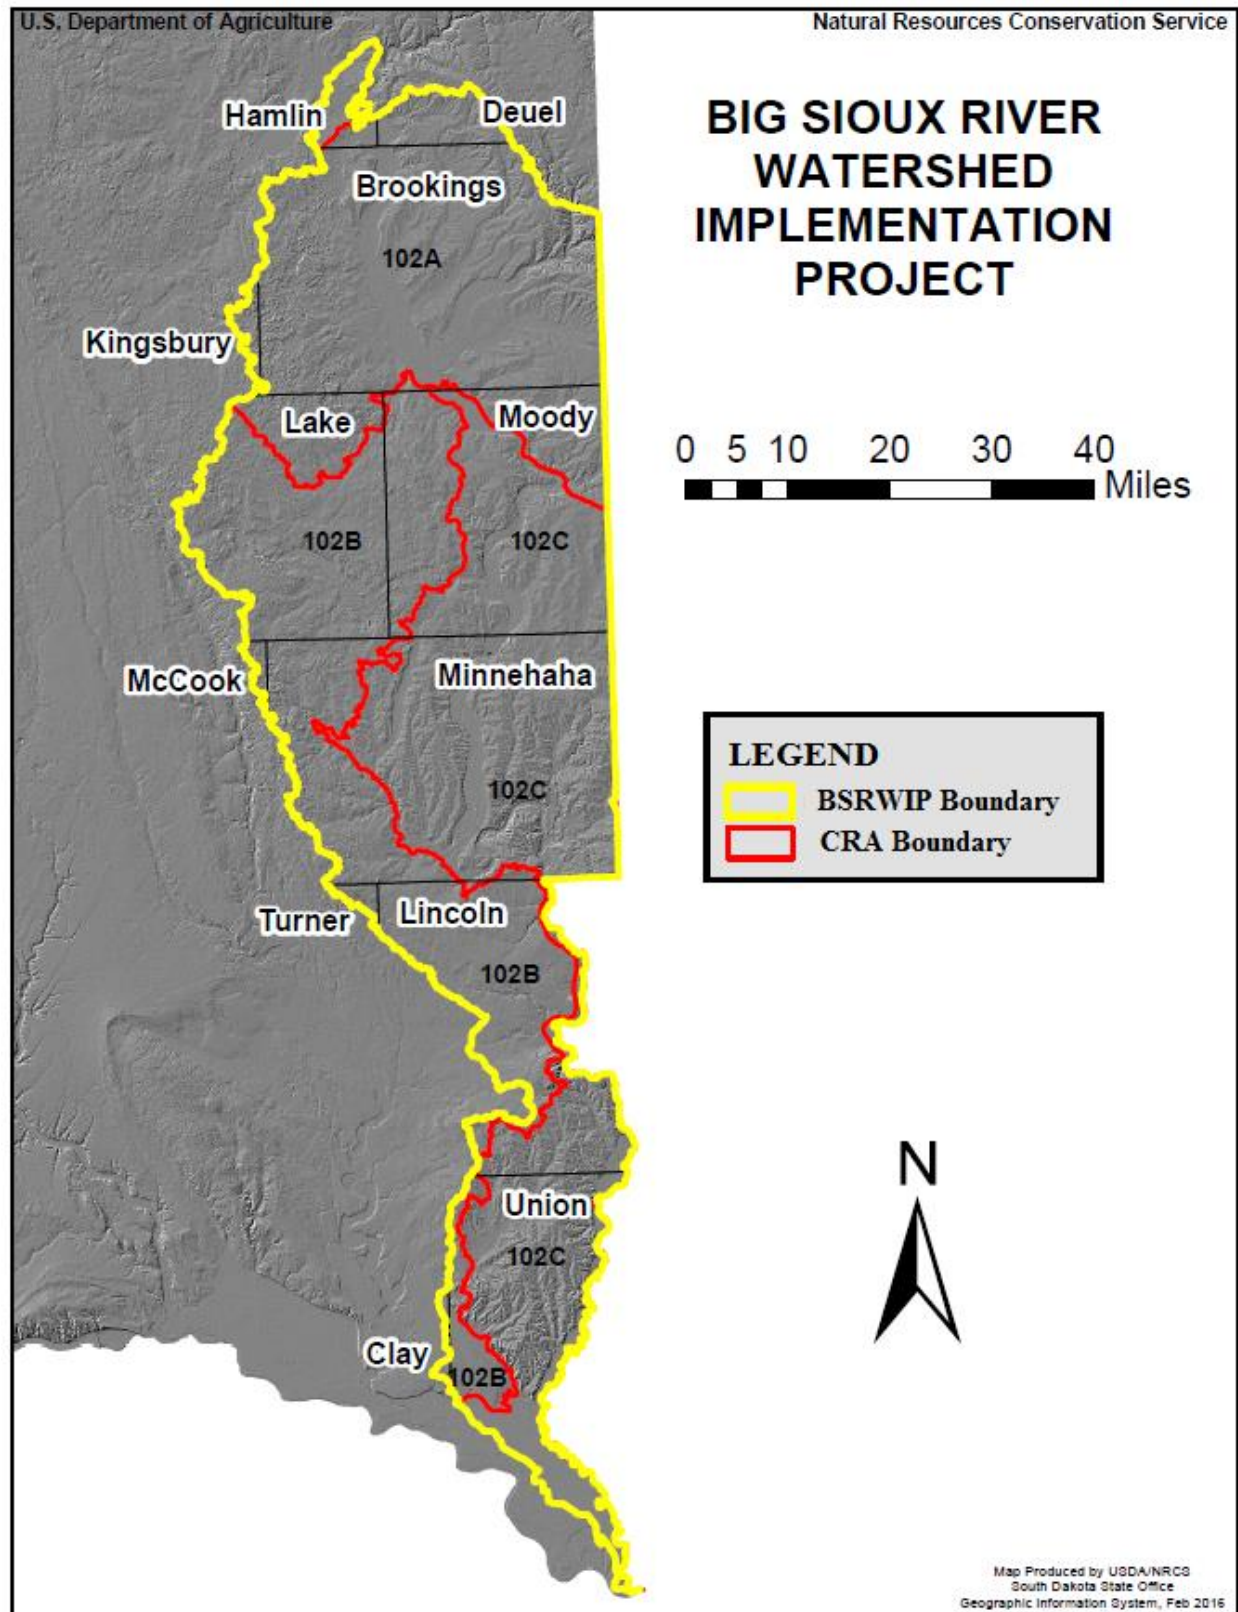 U.S. Department of Agriculture
Natural Resources Conservation Service
BIG SIOUX RIVER
WATERSHED
IMPLEMENTATION
PROJECT
Hamlin
Deuel
Brookings
102A
Kingsbury
Lake
Moody
0 5 10 20 30 40
Miles
102B
102C
McCook
Minnehaha
102C
LEGEND
BSRWIP Boundary
CRA Boundary
Turner
Lincoln
102B
N
Union
102C
Clay
102B
Map Produced by USDA/NRCS
South Dakota State Office
Geographic Information System, Feb 2016